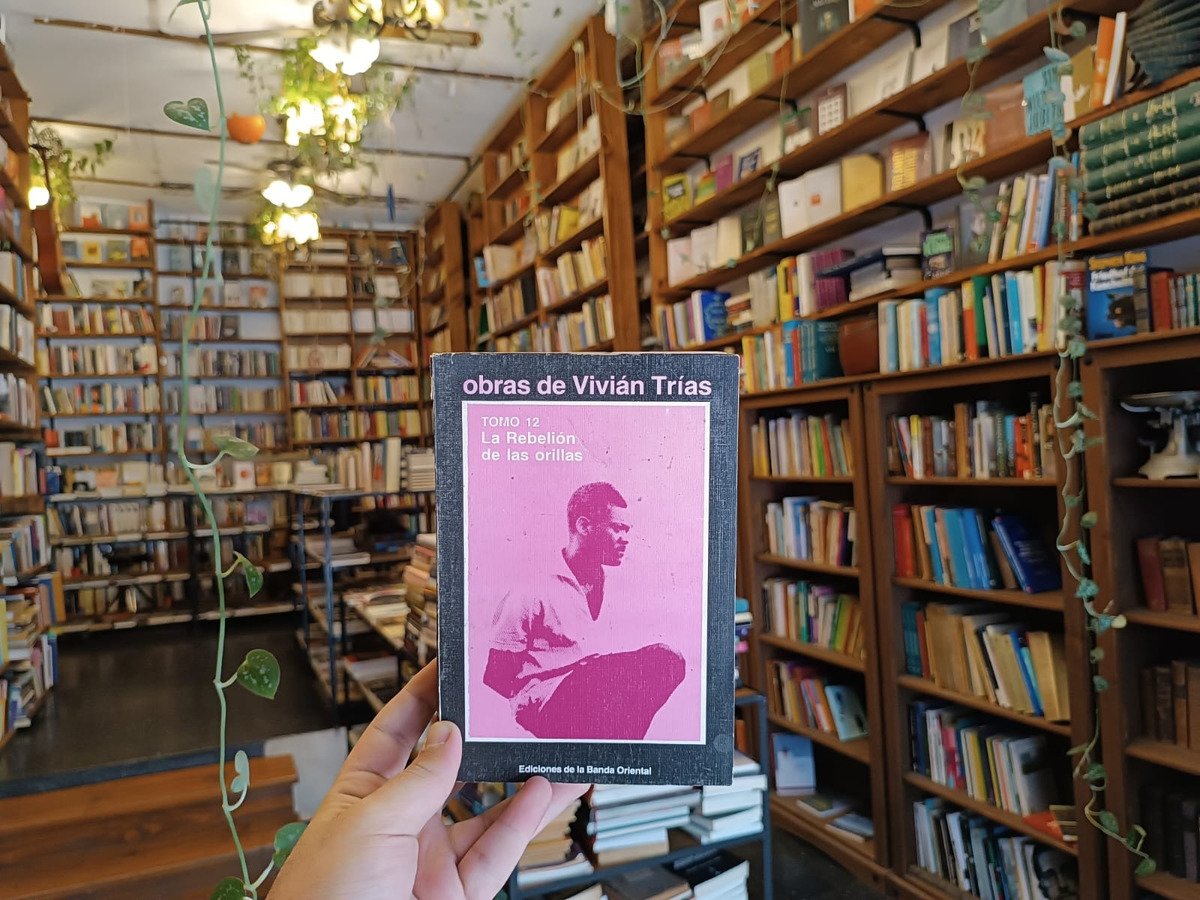 obras de Vivián Trías
TOMO 12
La Rebelión
de las orillas
Ediciones de la Banda Oriental